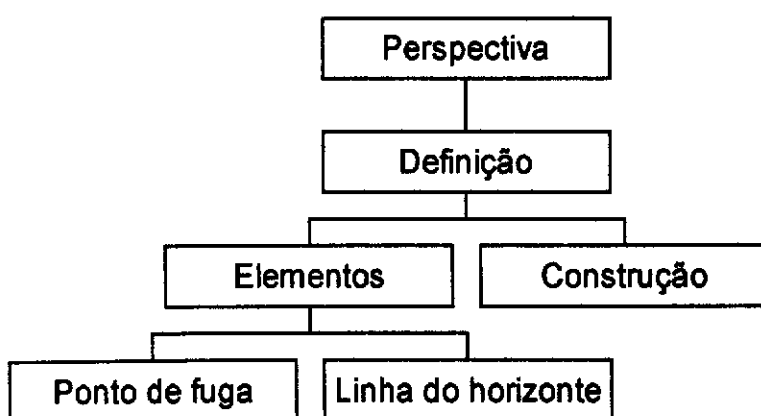 Perspectiva
Definição
Elementos
Construção
Ponto de fuga
Linha do horizonte